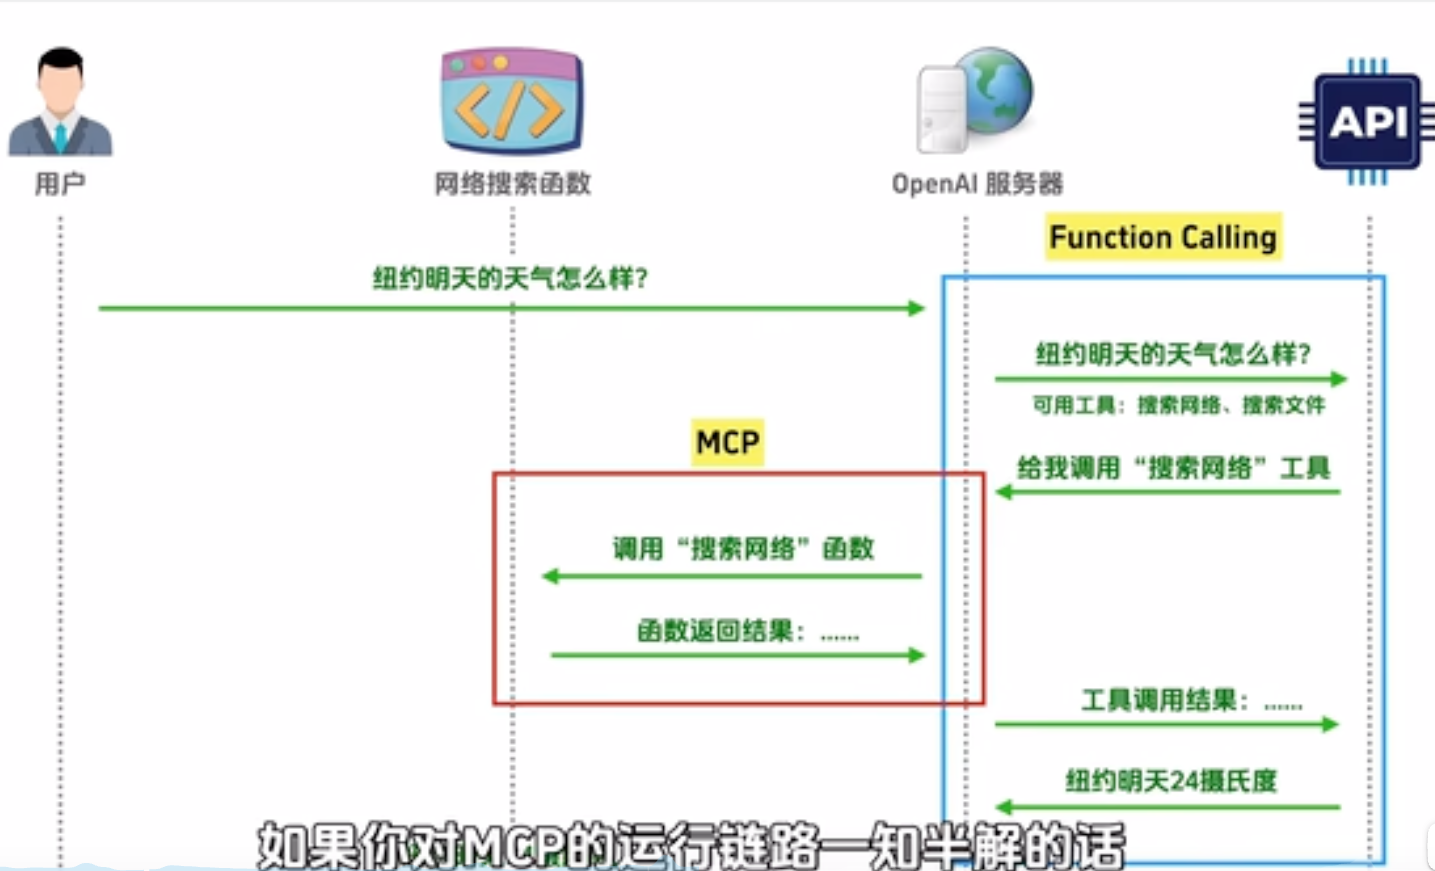 API
用户
网络搜索函数
OpenAI 服务器
Function Calling
纽约明天的天气怎么样?
纽约明天的天气怎么样?
可用工具：搜索网络、搜索文件
MCP
给我调用“搜索网络”工具
调用“搜索网络”函数
函数返回结果：......
工具调用结果：......
纽约明天24摄氏度
如果你对MCP的运行链路一知半解的话